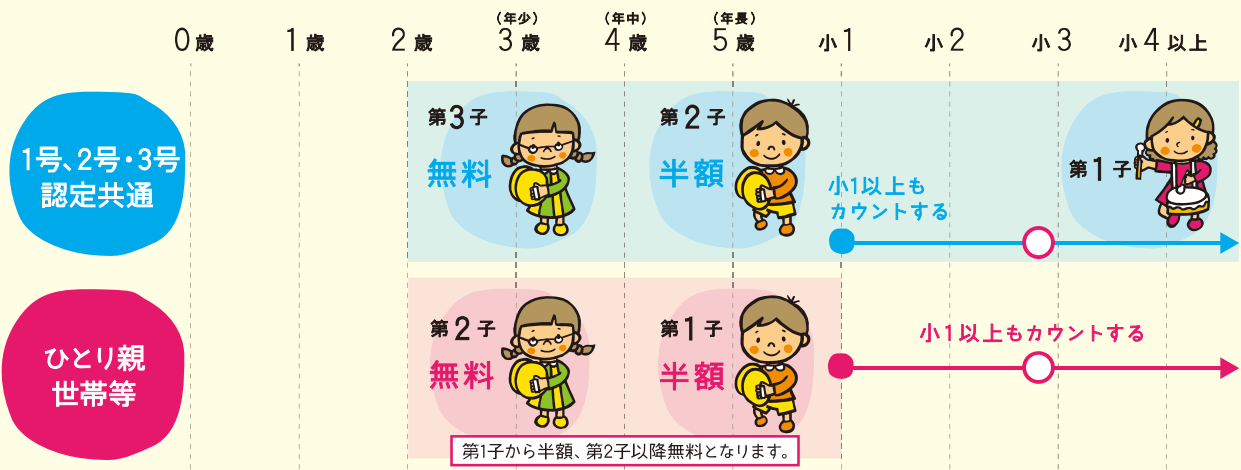 (年少) (年中) (年長)
0歳 1歳 2歳 3歳 4歳 5歳 小1 小2 小3 小4以上
1号、2号・3号
認定共通
第3子
無料
第2子
半額
第1子
小1以上も
カウントする
ひとり親
世帯等
第2子
無料
第1子
半額
小1以上もカウントする
第1子から半額、第2子以降無料となります。